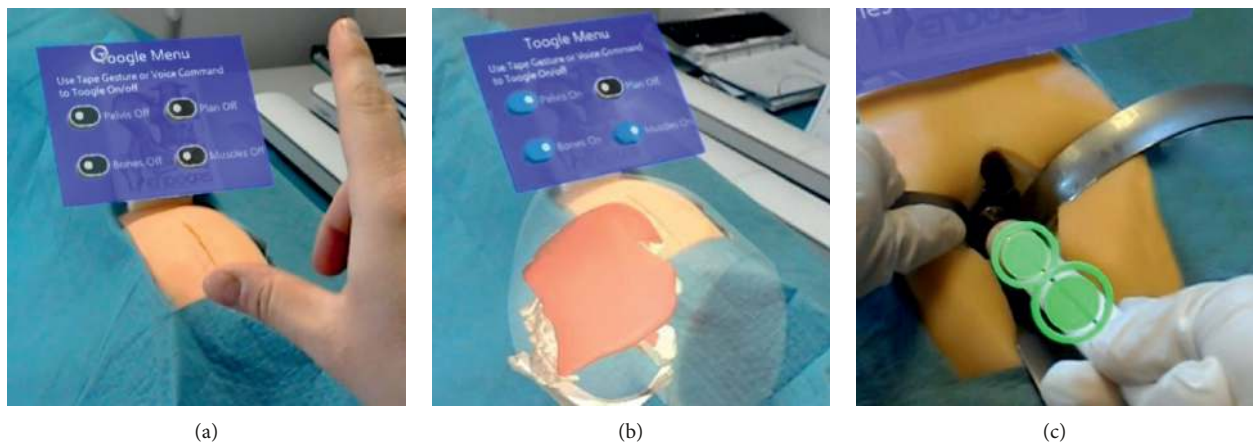 Toogle Menu
Use Tape Gesture or Voice Command
to Toogle On/off
Pelvis Off
Plan Off
Bones Off
Muscles Off
(a)
Toogle Menu
Use Tape Gesture or Voice Command
to Toogle On/off
Pelvis On
Plan Off
Bones On
Muscles On
(b)
(c)